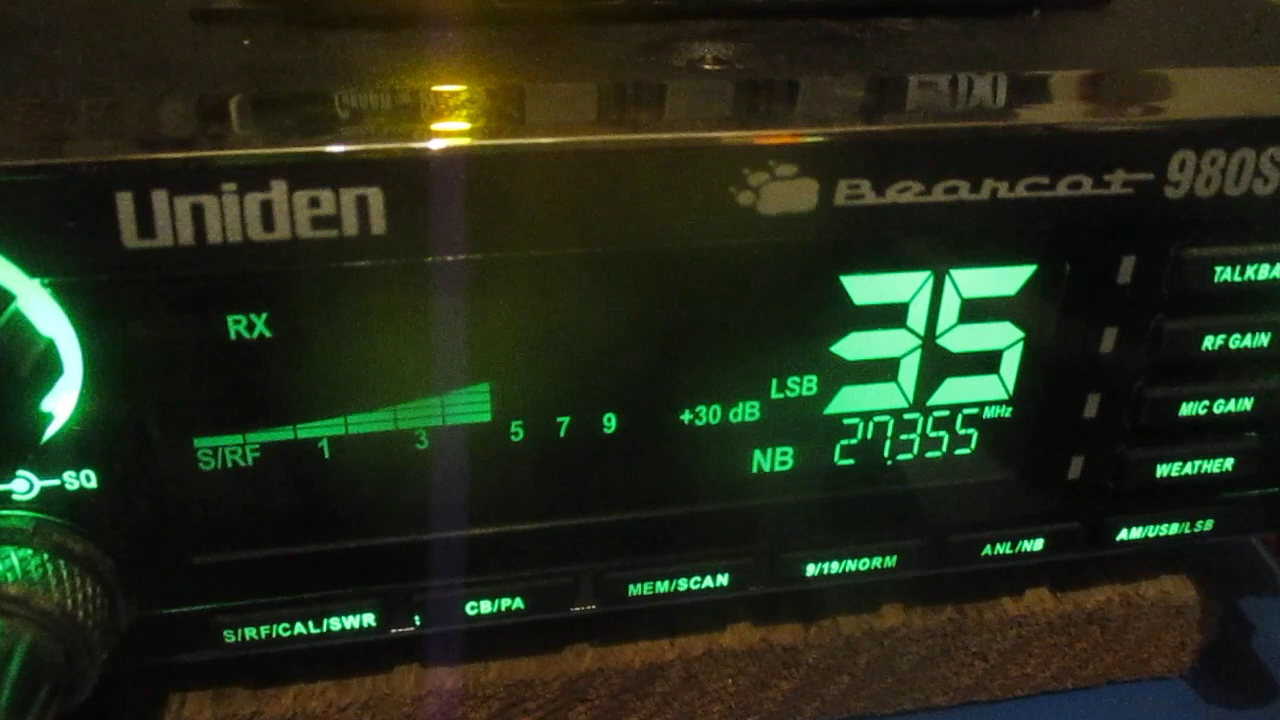 Uniden
Bearcat 980S
TALKBA
RX
35
RF GAIN
LSB
+30 dB
MIC GAIN
S/RF 1 3 5 7 9
NB
27.355 MHz
WEATHER
SQ
S/RF/CAL/SWR
CB/PA
MEM/SCAN
9/19/NORM
ANL/NB
AM/USB/LSB